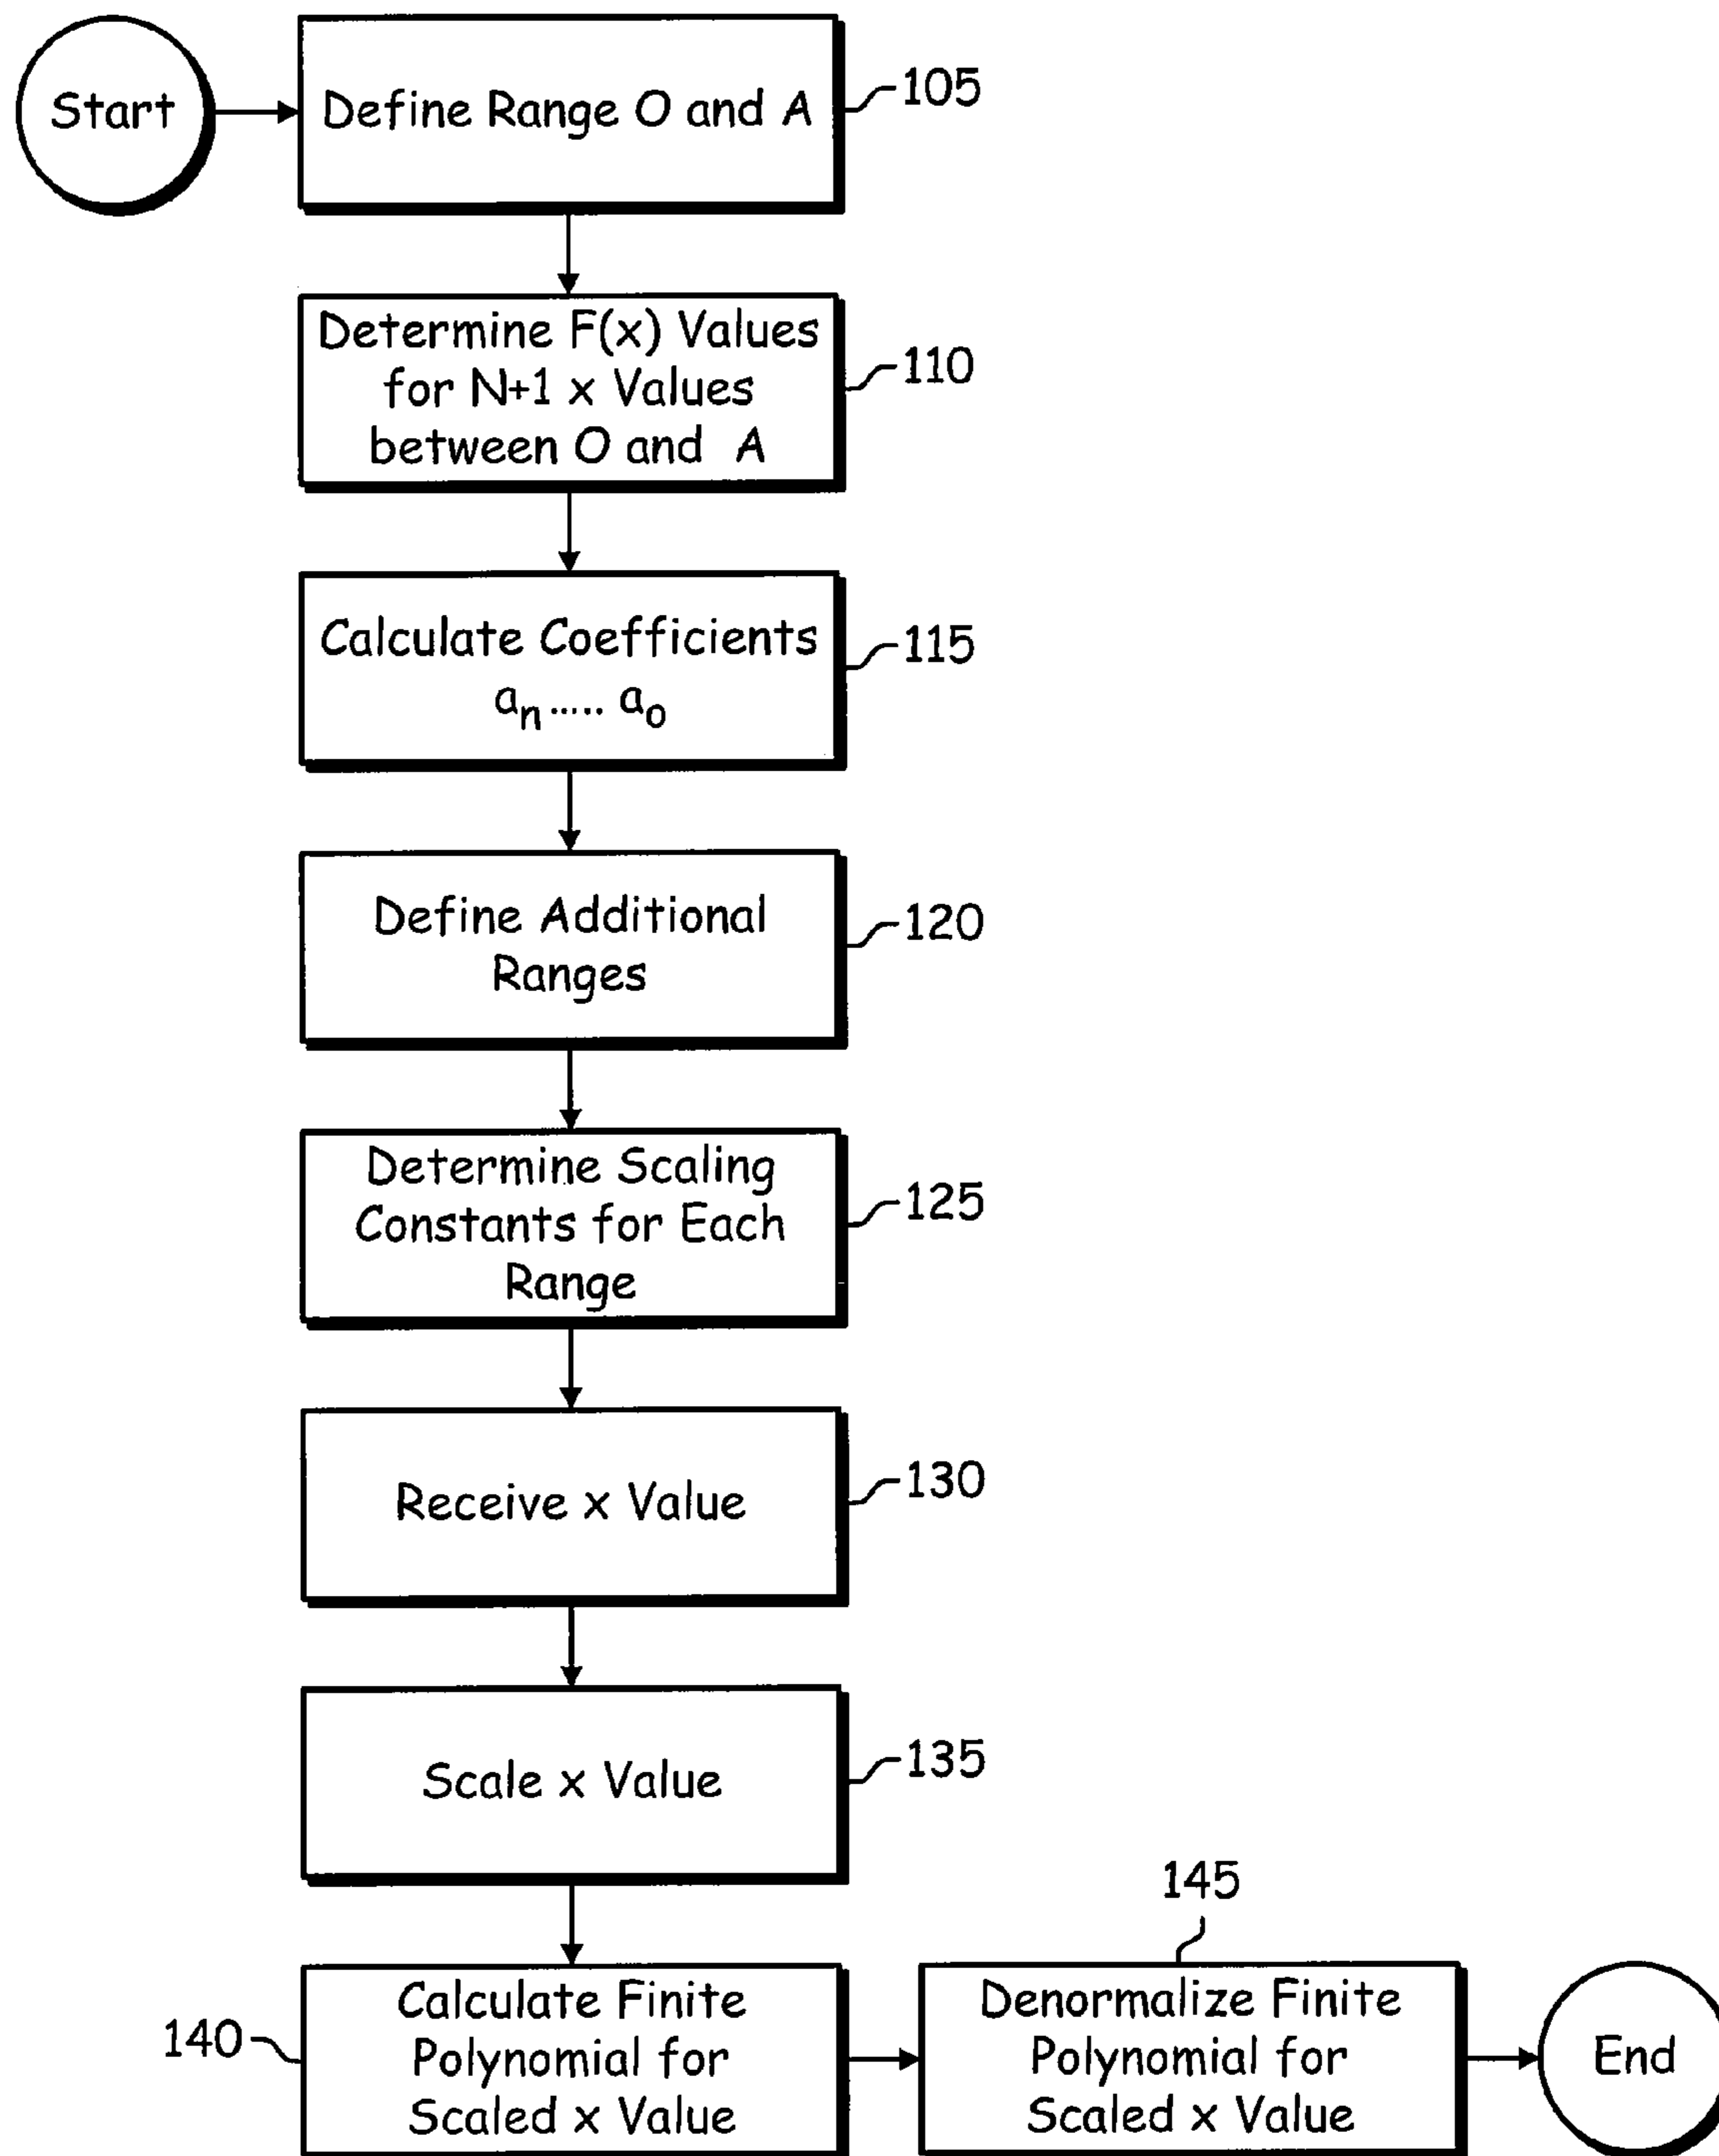 Start
Define Range O and A
105
Determine F(x) Values
for N+1 x Values
between O and A
110
Calculate Coefficients
an ..... ao
115
Define Additional
Ranges
120
Determine Scaling
Constants for Each
Range
125
Receive x Value
130
Scale x Value
135
145
140
Calculate Finite
Polynomial for
Scaled x Value
Denormalize Finite
Polynomial for
Scaled x Value
End